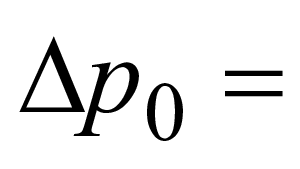 Δp₀ =